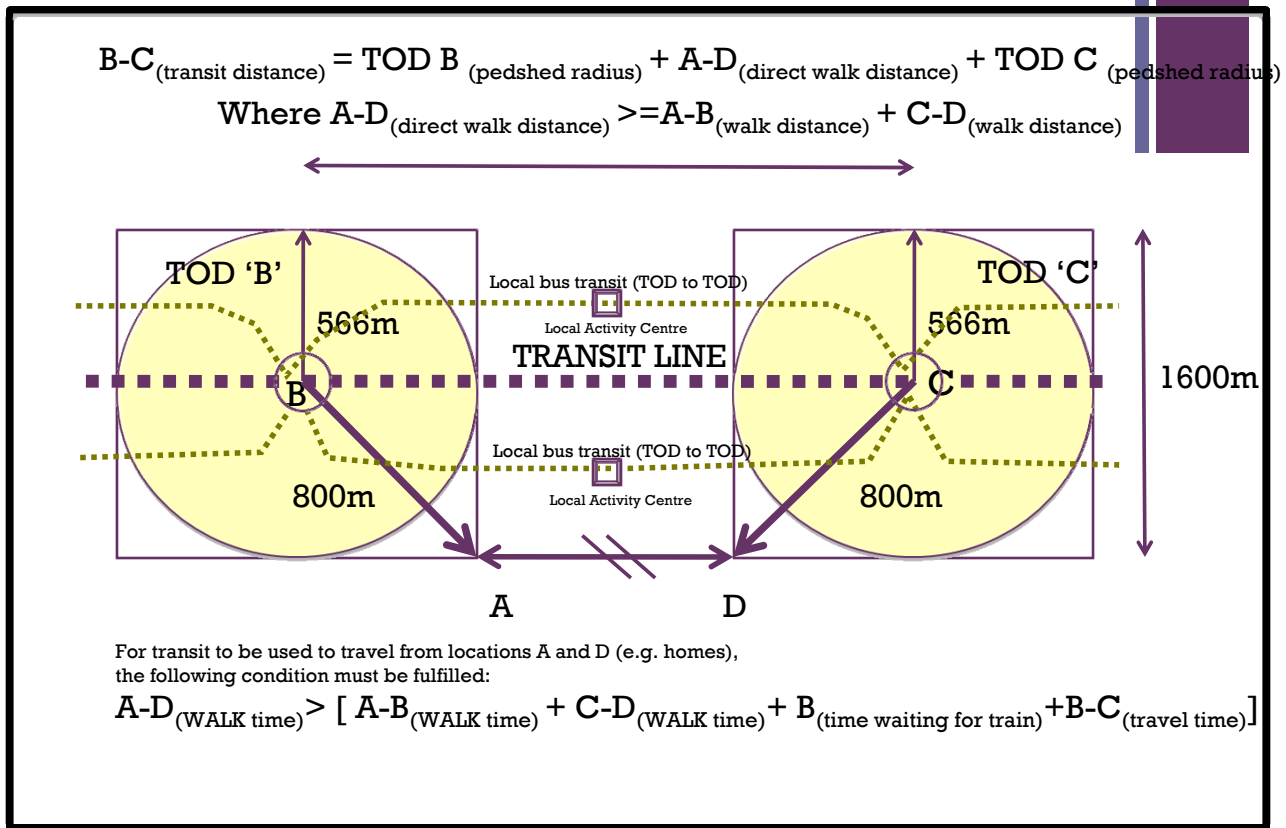 B-C(transit distance) = TOD B (pedshed radius) + A-D(direct walk distance) + TOD C (pedshed radius)
Where A-D(direct walk distance) >=A-B(walk distance) + C-D(walk distance)
TOD ‘B’
Local bus transit (TOD to TOD)
TOD ‘C’
566m
Local Activity Centre
566m
TRANSIT LINE
B
C
1600m
Local bus transit (TOD to TOD)
800m
Local Activity Centre
800m
A
D
For transit to be used to travel from locations A and D (e.g. homes),
the following condition must be fulfilled:
A-D(WALK time)> [ A-B(WALK time) + C-D(WALK time)+ B(time waiting for train)+B-C(travel time)]